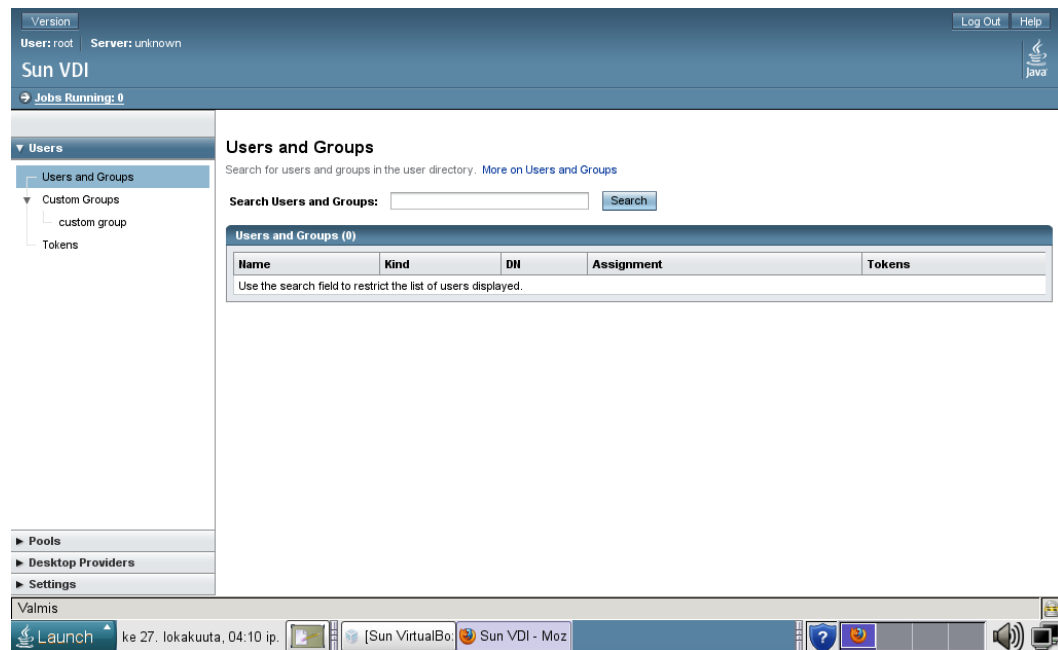 Version
Log Out Help
User: root Server: unknown
Sun VDI
Java
Jobs Running: 0
Users
Users and Groups
Custom Groups
custom group
Tokens
Users and Groups
Search for users and groups in the user directory. More on Users and Groups
Search Users and Groups: Search
Users and Groups (0)
Name Kind DN Assignment Tokens
Use the search field to restrict the list of users displayed.
Pools
Desktop Providers
Settings
Valmis
Launch ke 27. lokakuuta, 04:10 ip. [Sun VirtualBo: Sun VDI - Moz ?